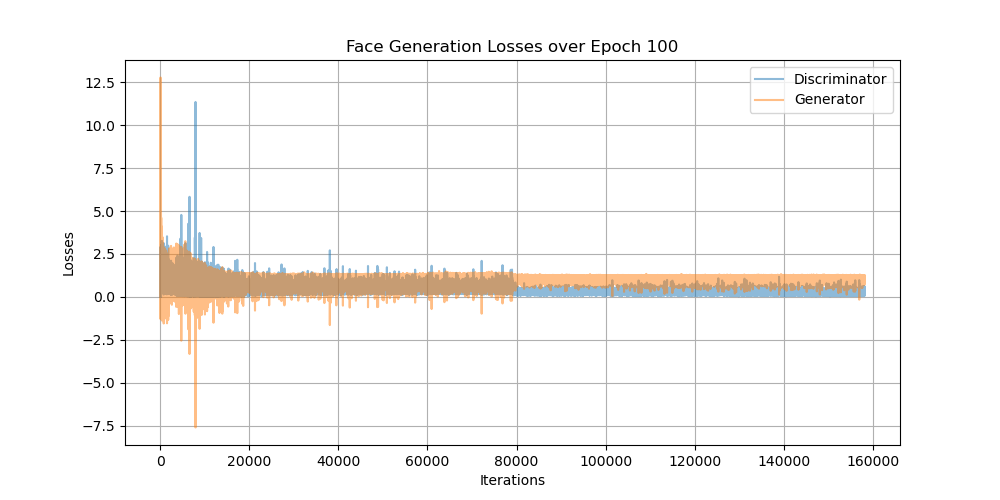 Face Generation Losses over Epoch 100
Discriminator
Generator
12.5
10.0
7.5
5.0
2.5
0.0
−2.5
−5.0
−7.5
Losses
0 20000 40000 60000 80000 100000 120000 140000 160000
Iterations